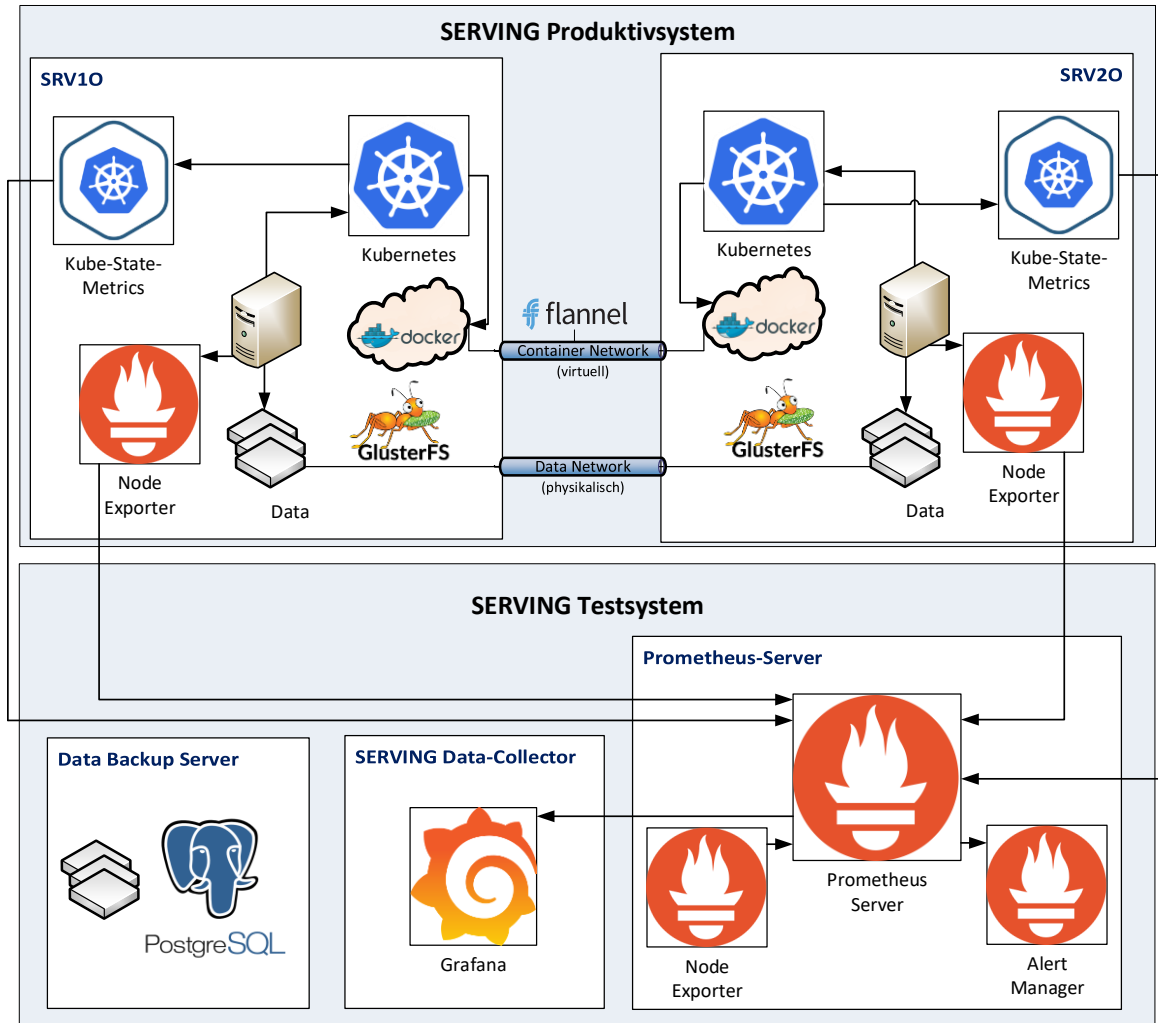 SERVING Produktivsystem
SRV1O
Kube-State-
Metrics
Kubernetes
docker
Node
Exporter
Data
GlusterFS
flannel
Container Network
(virtuell)
Data Network
(physikalisch)
SRV2O
Kubernetes
Kube-State-
Metrics
docker
GlusterFS
Data
Node
Exporter
SERVING Testsystem
Data Backup Server
PostgreSQL
SERVING Data-Collector
Grafana
Prometheus-Server
Node
Exporter
Prometheus
Server
Alert
Manager